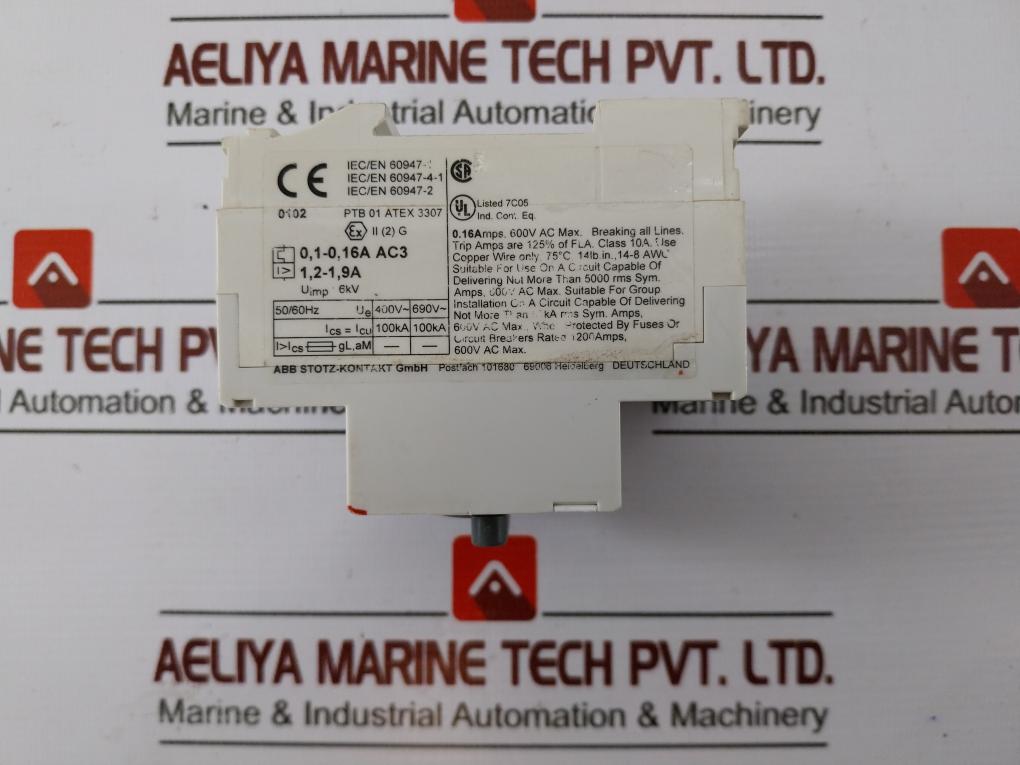 AELIYA MARINE TECH PVT. LTD.
Marine & Industrial Automation
CE
IEC/EN 60947-
IEC/EN 60947-4-1
IEC/EN 60947-2
0102
PTB 01 ATEX 3307
Ex II (2) G
0,1-0,16A AC3
I> 1,2-1,9A
Uimp 6kV
50/60Hz Ue 400V~ 690V~
Ics = Icu 100kA 100kA
I>Ics gL,aM — —
SA
UL Listed 7C05
Ind. Cont. Eq.
0.16Amps, 600V AC Max. Breaking all Lines.
Trip Amps are 125% of FLA. Class 10A. Use
Copper Wire only, 75°C, 14lb.in.,14-8 AWG
Suitable For Use On A Circuit Capable Of
Delivering Not More Than 5000 rms Sym.
Amps, 600V AC Max. Suitable For Group
Installation On A Circuit Capable Of Delivering
Not More Than kA rms Sym. Amps,
600V AC Max., When Protected By Fuses Or
Circuit Breakers Rated 1200Amps,
600V AC Max.
ABB STOTZ-KONTAKT GmbH Postfach 101680 69006 Heidelberg DEUTSCHLAND
NE TECH PV
YA MARINE TE
l Automation & Machine
Marine & Industrial Auto
AELIYA MARINE TECH PVT. LTD.
Marine & Industrial Automation & Machinery